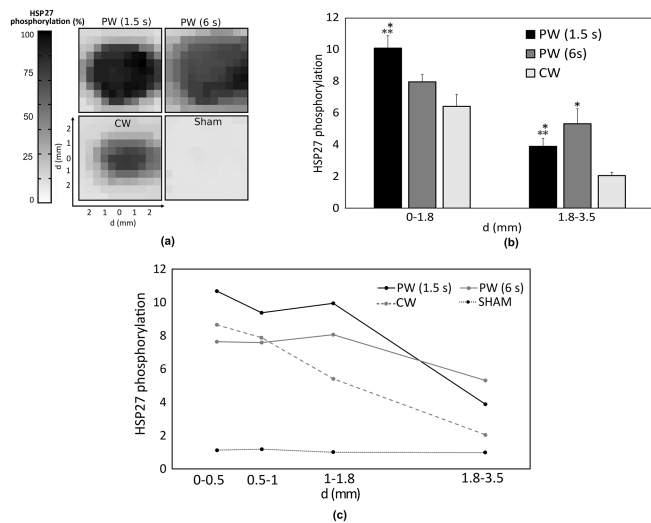 HSP27
phosphorylation (%)
100
75
50
25
0
PW (1.5 s)
PW (6 s)
CW
Sham
d (mm)
2
1
0
1
2
2 1 0 1 2
d (mm)
(a)
HSP27 phosphorylation
12
10
8
6
4
2
0
PW (1.5 s)
PW (6s)
CW
*
**
*
**
*
0-1.8
1.8-3.5
d (mm)
(b)
HSP27 phosphorylation
12
10
8
6
4
2
0
PW (1.5 s)
PW (6 s)
CW
SHAM
0-0.5
0.5-1
1-1.8
1.8-3.5
d (mm)
(c)